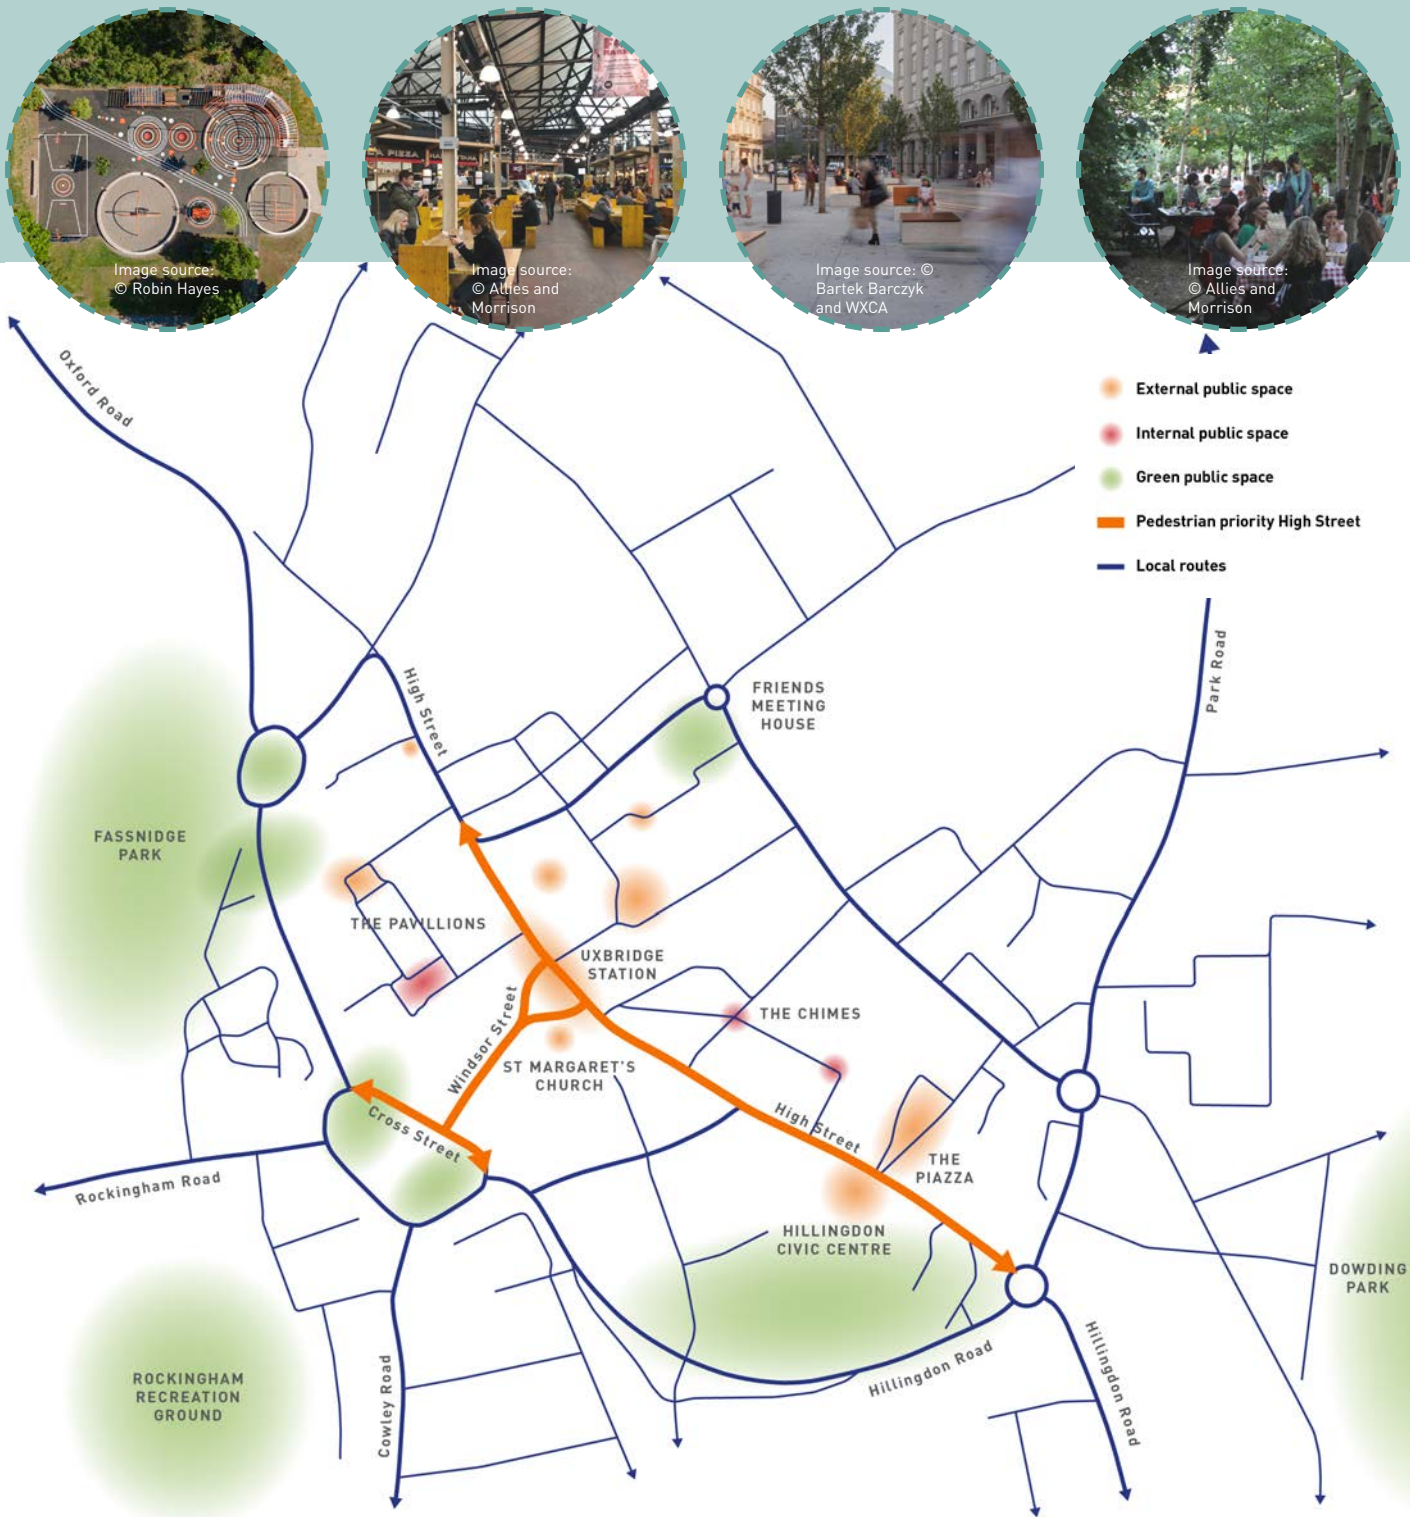 Image source:
© Robin Hayes
Image source:
© Allies and
Morrison
Image source: ©
Bartek Barczyk
and WXCA
Image source:
© Allies and
Morrison
PIZZA
Oxford Road
External public space
Internal public space
Green public space
Pedestrian priority High Street
Local routes
Park Road
High Street
FRIENDS
MEETING
HOUSE
FASSNIDGE
PARK
THE PAVILLIONS
UXBRIDGE
STATION
Windsor Street
THE CHIMES
ST MARGARET'S
CHURCH
Cross Street
High Street
THE
PIAZZA
Rockingham Road
HILLINGDON
CIVIC CENTRE
DOWDING
PARK
ROCKINGHAM
RECREATION
GROUND
Cowley Road
Hillingdon Road
Hillingdon Road